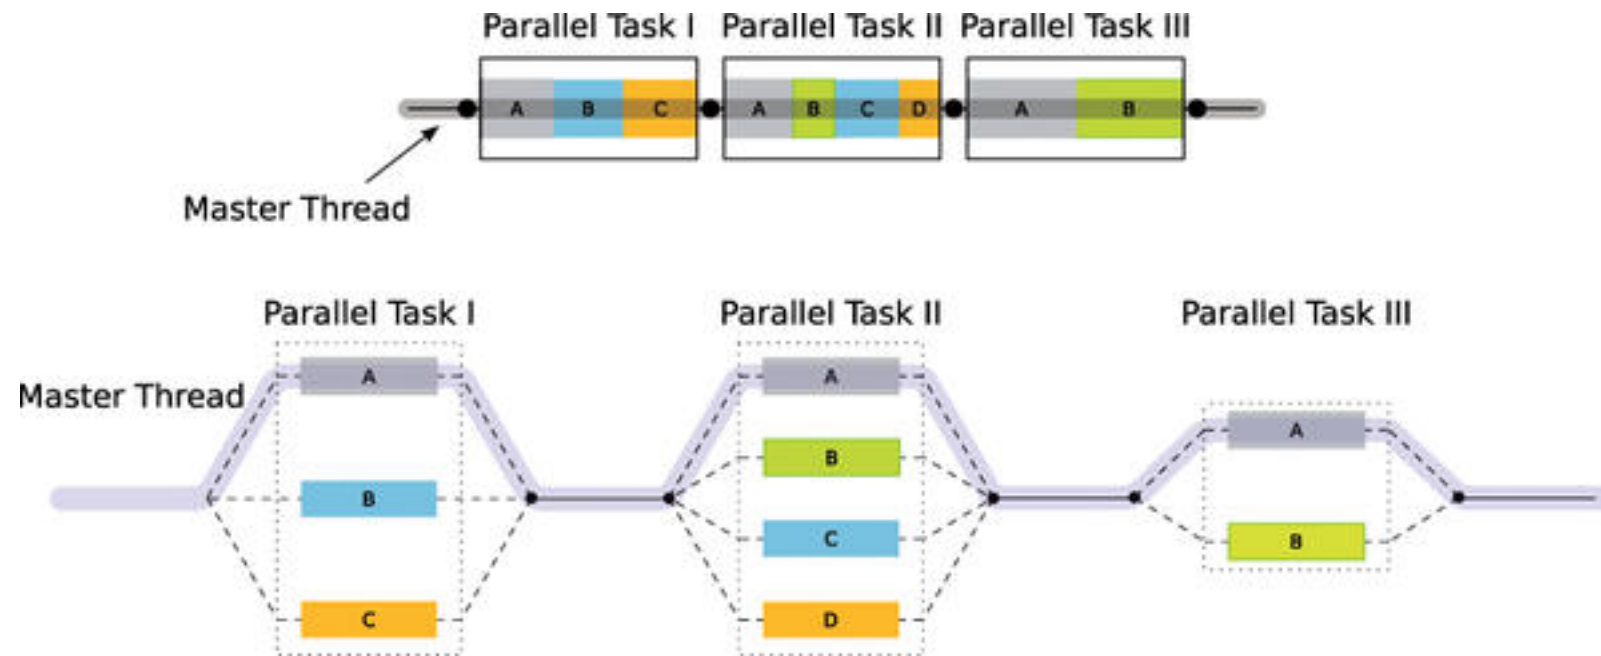 Parallel Task I Parallel Task II Parallel Task III
A B C A B C D A B
Master Thread
Parallel Task I Parallel Task II Parallel Task III
A A
Master Thread
A
B
B
C
B
C D